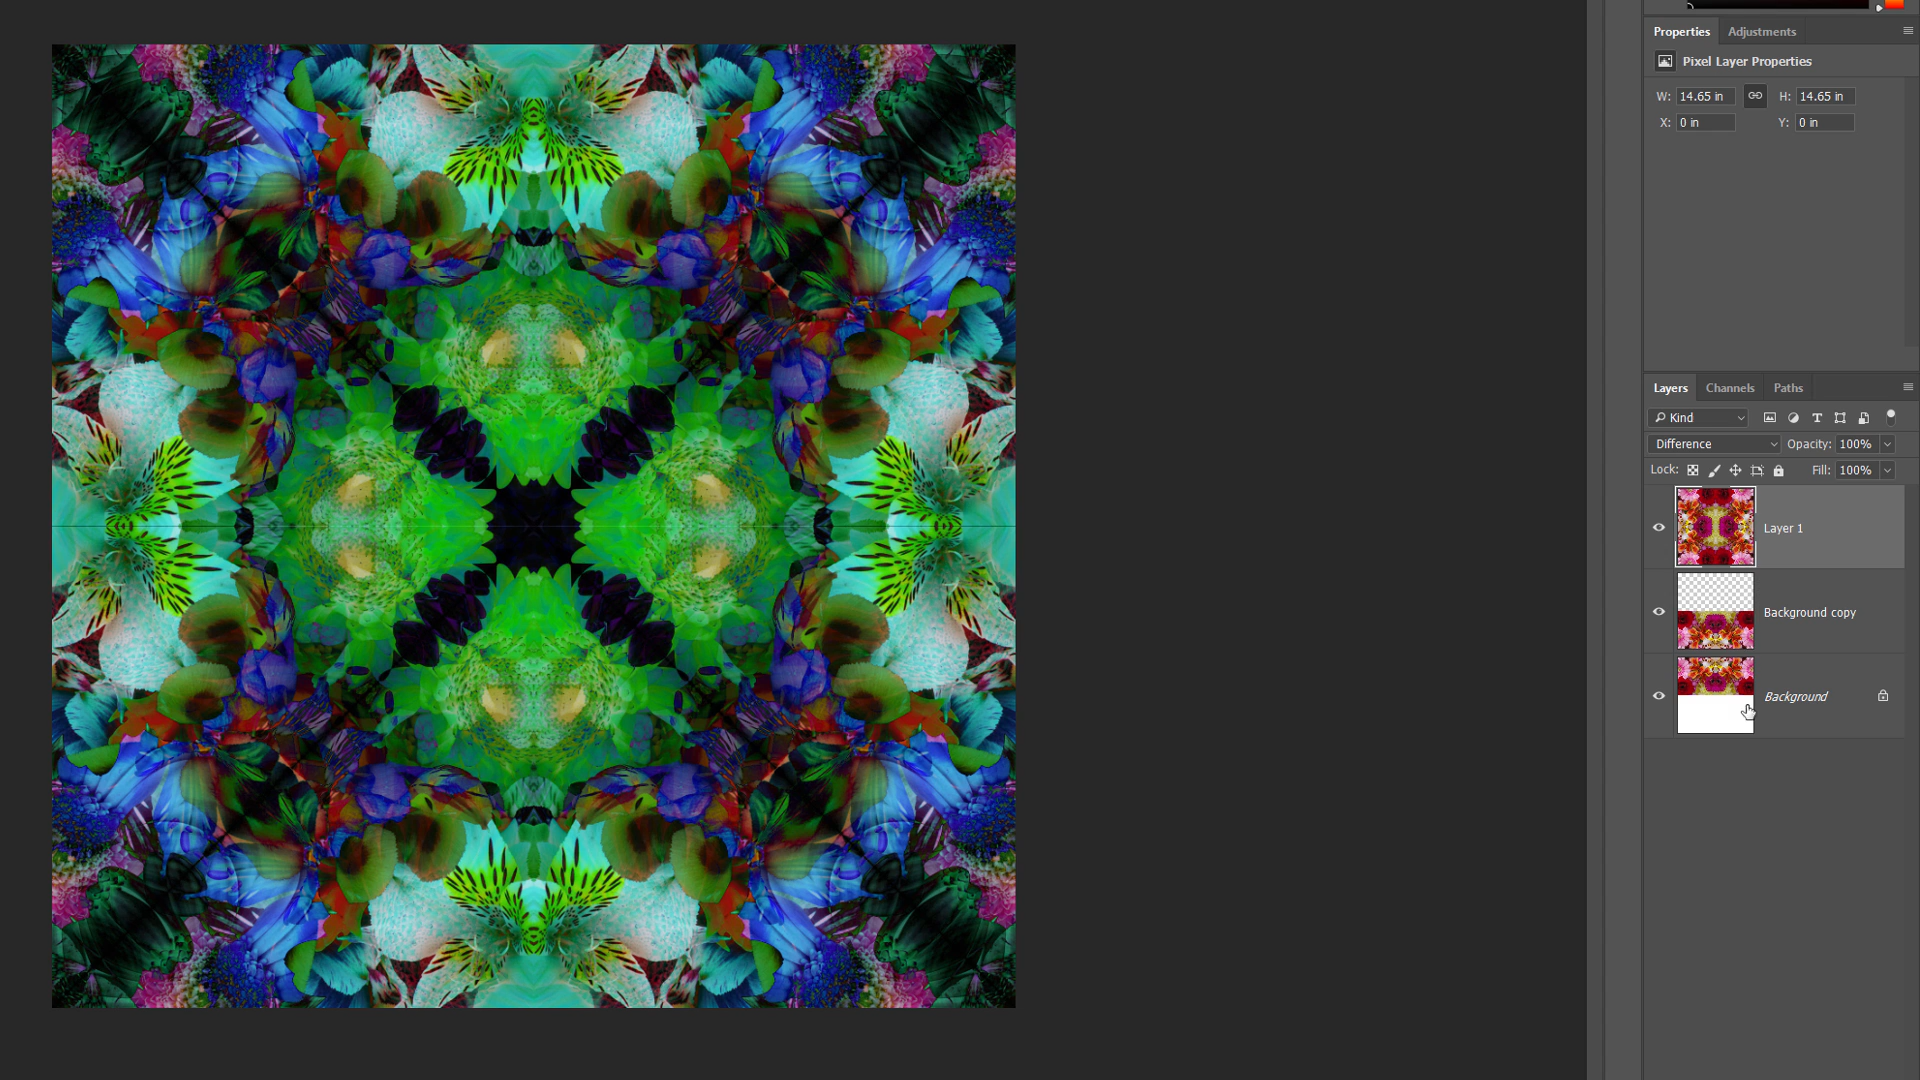 Properties Adjustments
Pixel Layer Properties
W: 14.65 in H: 14.65 in
X: 0 in Y: 0 in
Layers Channels Paths
Kind
Difference Opacity: 100%
Lock: Fill: 100%
Layer 1
Background copy
Background